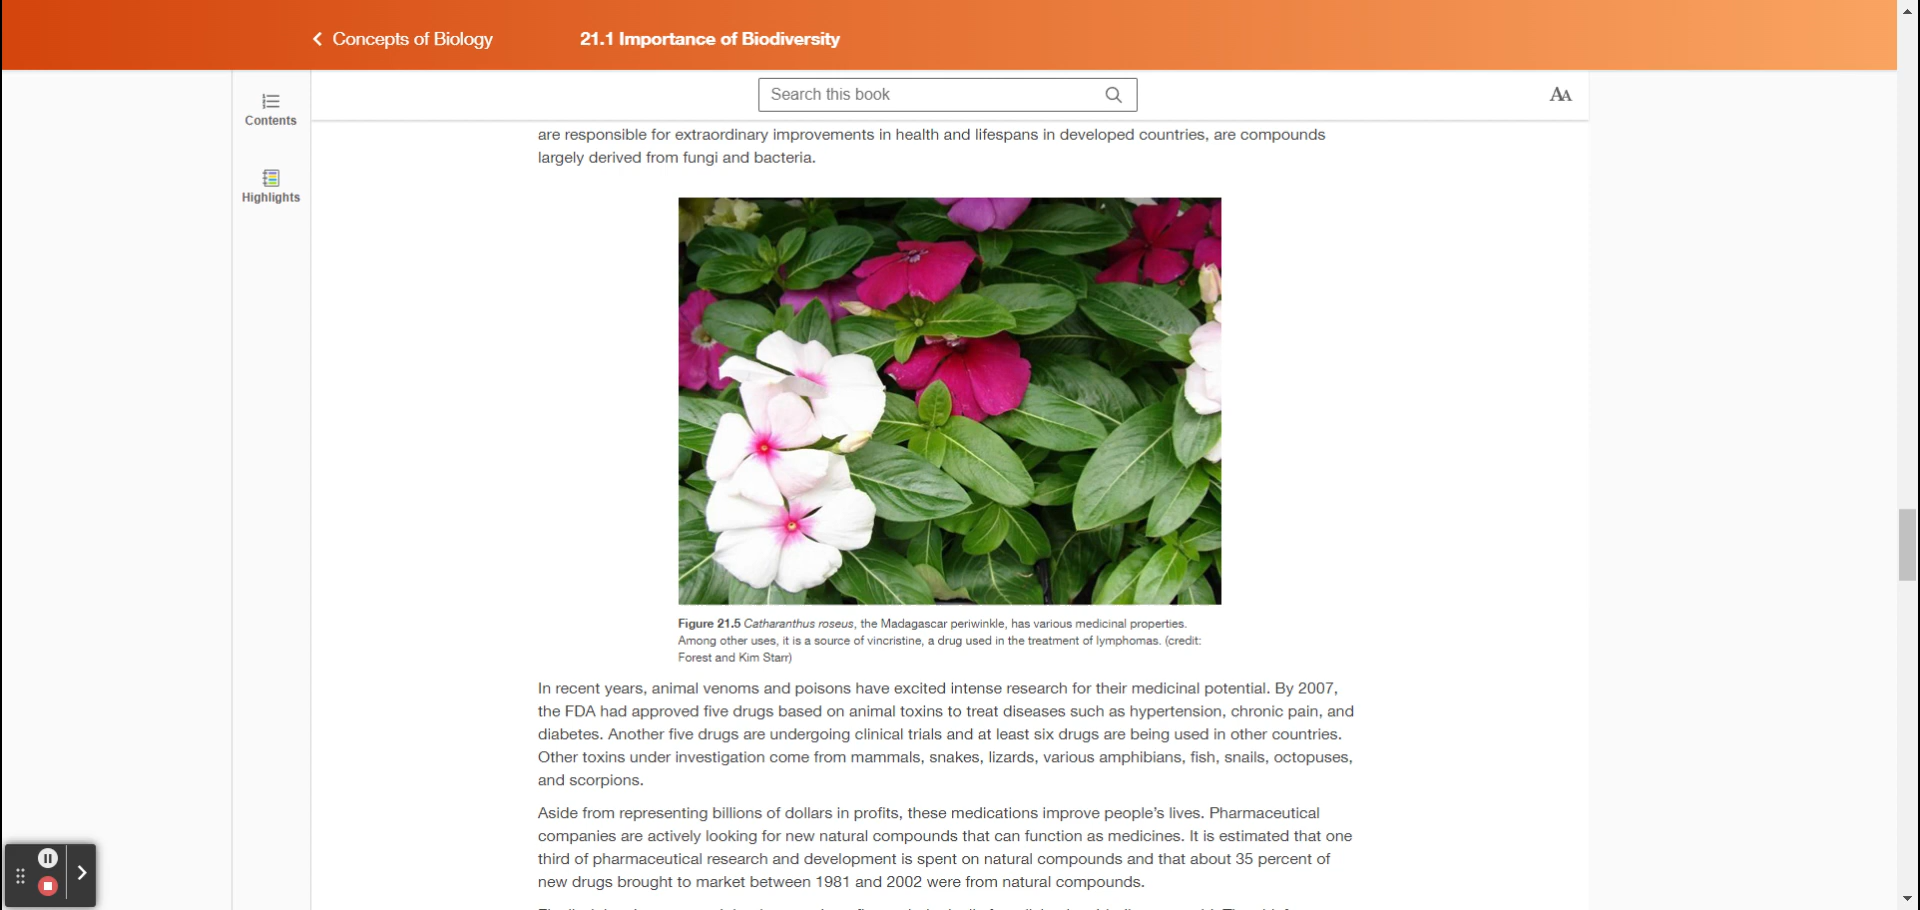 Concepts of Biology
21.1 Importance of Biodiversity
Search this book
AA
Contents
Highlights
are responsible for extraordinary improvements in health and lifespans in developed countries, are compounds
largely derived from fungi and bacteria.
Figure 21.5 Catharanthus roseus, the Madagascar periwinkle, has various medicinal properties.
Among other uses, it is a source of vincristine, a drug used in the treatment of lymphomas. (credit:
Forest and Kim Starr)
In recent years, animal venoms and poisons have excited intense research for their medicinal potential. By 2007,
the FDA had approved five drugs based on animal toxins to treat diseases such as hypertension, chronic pain, and
diabetes. Another five drugs are undergoing clinical trials and at least six drugs are being used in other countries.
Other toxins under investigation come from mammals, snakes, lizards, various amphibians, fish, snails, octopuses,
and scorpions.
Aside from representing billions of dollars in profits, these medications improve people’s lives. Pharmaceutical
companies are actively looking for new natural compounds that can function as medicines. It is estimated that one
third of pharmaceutical research and development is spent on natural compounds and that about 35 percent of
new drugs brought to market between 1981 and 2002 were from natural compounds.